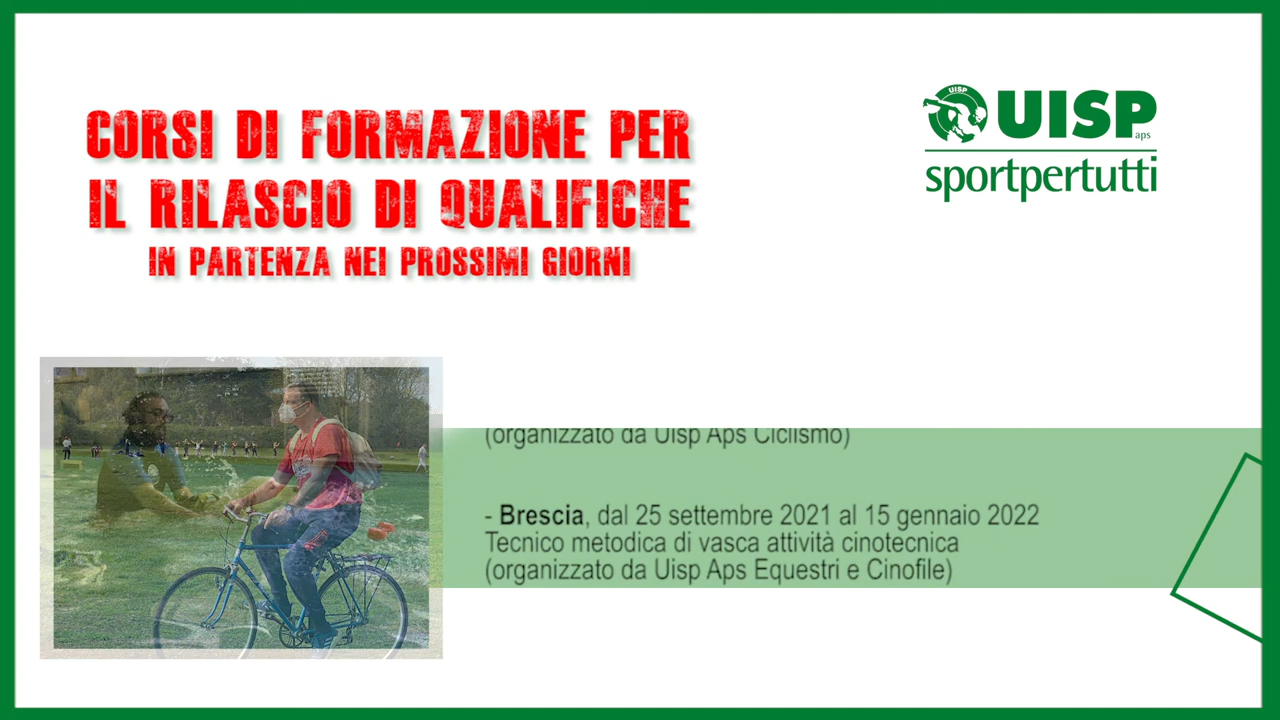 CORSI DI FORMAZIONE PER
IL RILASCIO DI QUALIFICHE
IN PARTENZA NEI PROSSIMI GIORNI
UISP
UISP
aps
sportpertutti
(organizzato da Uisp Aps Ciclismo)
- Brescia, dal 25 settembre 2021 al 15 gennaio 2022
Tecnico metodica di vasca attività cinotecnica
(organizzato da Uisp Aps Equestri e Cinofile)